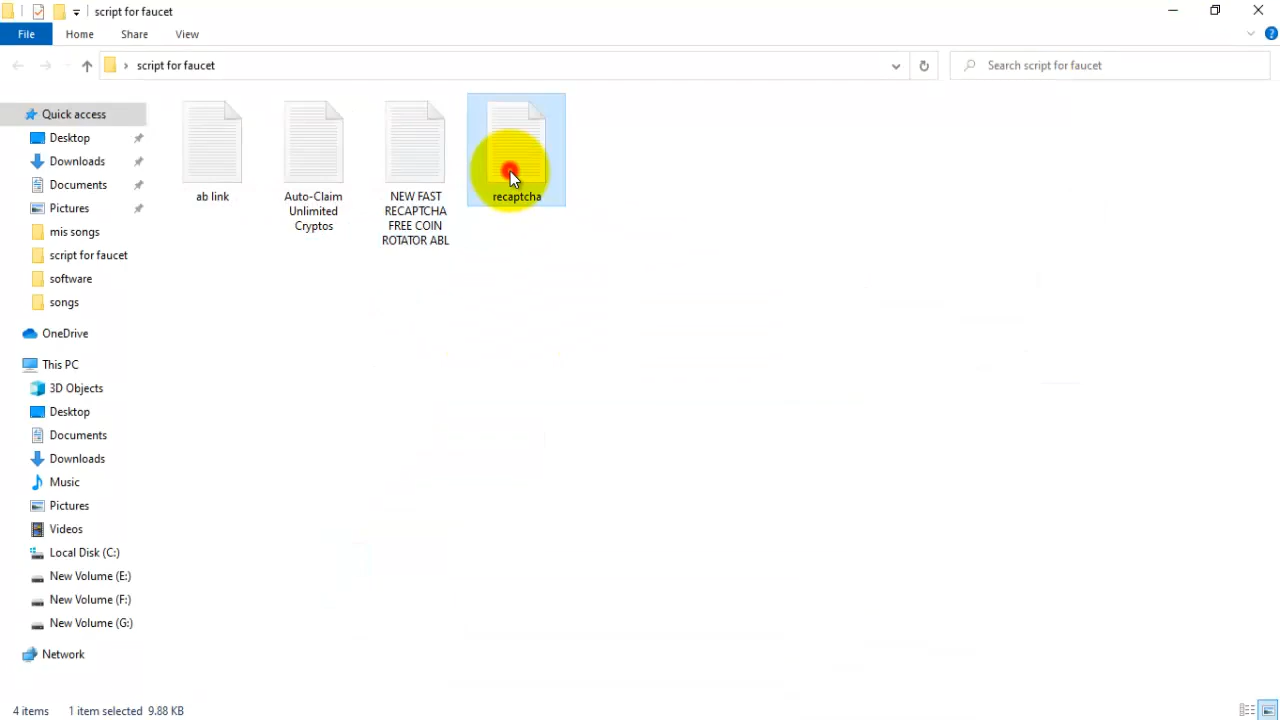 script for faucet
File
Home
Share
View
script for faucet
Search script for faucet
Quick access
Desktop
Downloads
Documents
Pictures
mis songs
script for faucet
software
songs
OneDrive
This PC
3D Objects
Desktop
Documents
Downloads
Music
Pictures
Videos
Local Disk (C:)
New Volume (E:)
New Volume (F:)
New Volume (G:)
Network
ab link
Auto-Claim
Unlimited
Cryptos
NEW FAST
RECAPTCHA
FREE COIN
ROTATOR ABL
recaptcha
4 items
1 item selected 9.88 KB